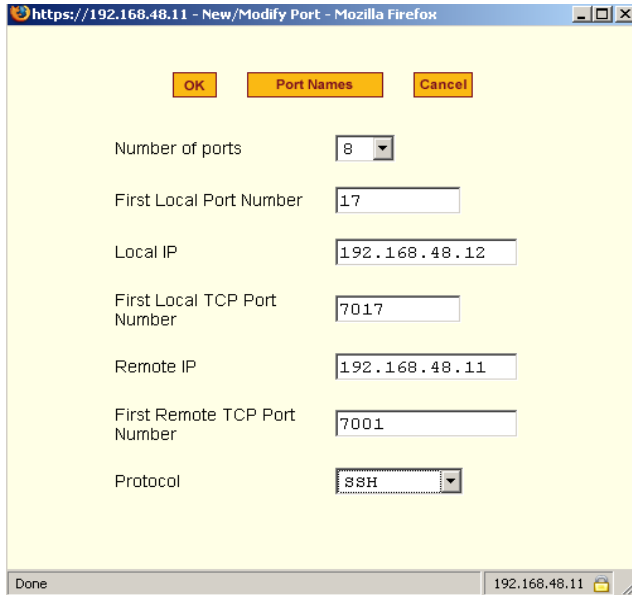 https://192.168.48.11 - New/Modify Port - Mozilla Firefox
OK Port Names Cancel
Number of ports 8
First Local Port Number 17
Local IP 192.168.48.12
First Local TCP Port
Number 7017
Remote IP 192.168.48.11
First Remote TCP Port
Number 7001
Protocol SSH
Done 192.168.48.11